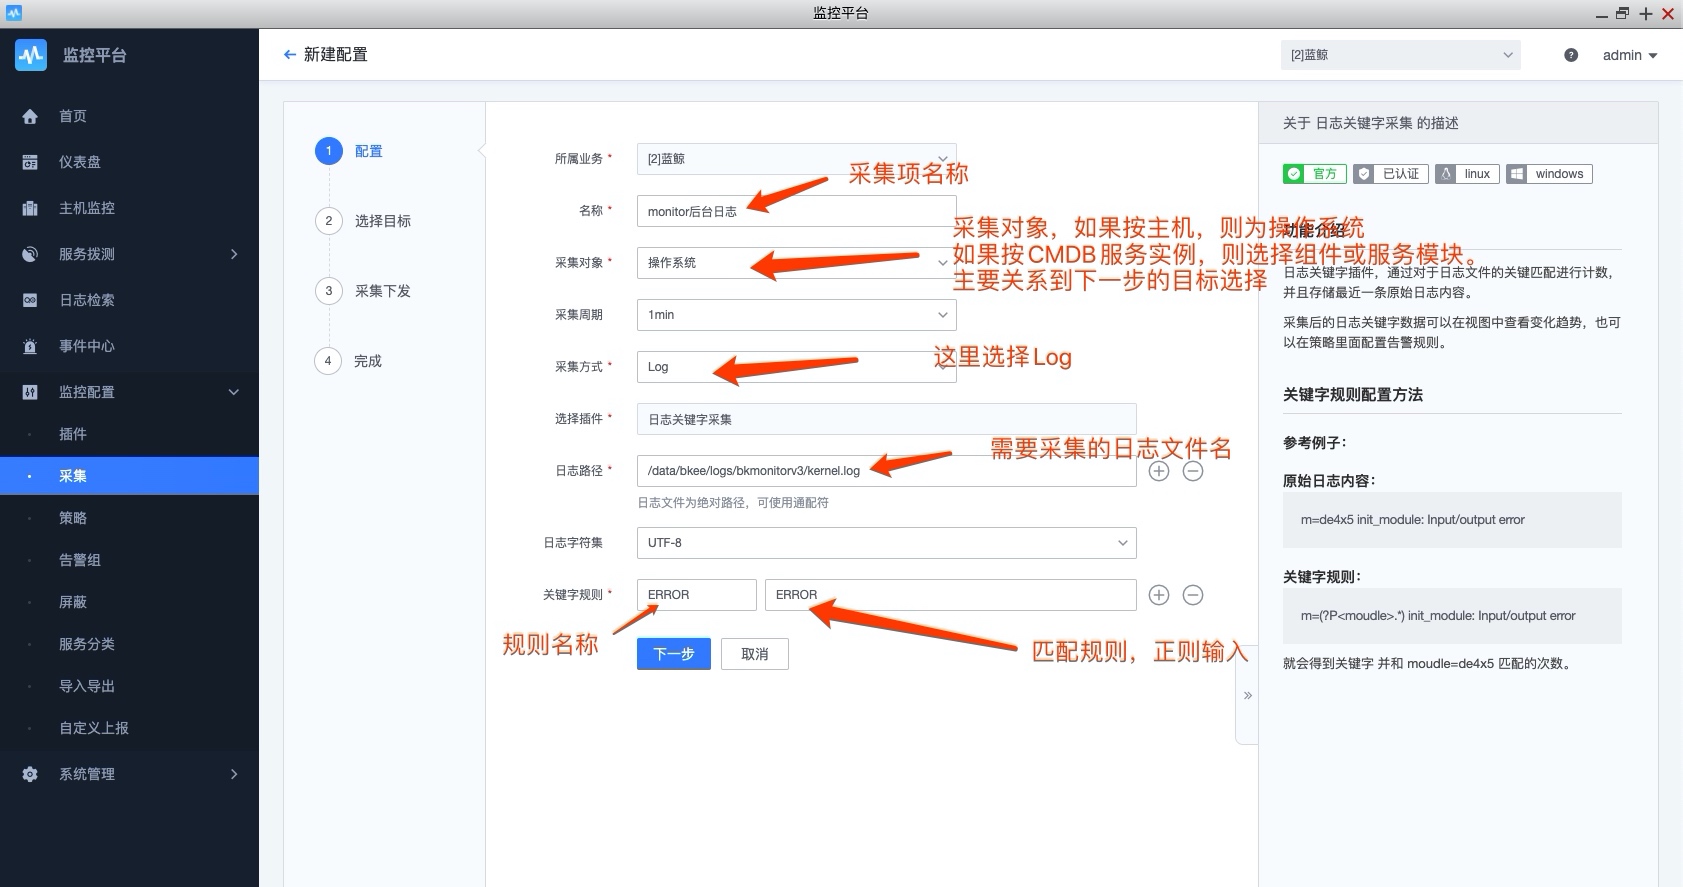 监控平台
监控平台
新建配置
[2]蓝鲸
admin
首页
仪表盘
主机监控
服务拨测
日志检索
事件中心
监控配置
插件
采集
策略
告警组
屏蔽
服务分类
导入导出
自定义上报
系统管理
1 配置
2 选择目标
3 采集下发
4 完成
所属业务 * [2]蓝鲸
采集项名称
名称 * monitor后台日志
采集对象，如果按主机，则为操作系统
如果按CMDB服务实例，则选择组件或服务模块。
主要关系到下一步的目标选择
采集对象 * 操作系统
采集周期 1min
这里选择Log
采集方式 * Log
选择插件 * 日志关键字采集
需要采集的日志文件名
日志路径 * /data/bkee/logs/bkmonitorv3/kernel.log
日志文件为绝对路径，可使用通配符
日志字符集 UTF-8
关键字规则 * ERROR ERROR
规则名称
匹配规则，正则输入
下一步 取消
关于 日志关键字采集 的描述
官方 已认证 linux windows
功能介绍
日志关键字插件，通过对于日志文件的关键匹配进行计数，
并且存储最近一条原始日志内容。
采集后的日志关键字数据可以在视图中查看变化趋势，也可
以在策略里面配置告警规则。
关键字规则配置方法
参考例子：
原始日志内容：
m=de4x5 init_module: Input/output error
关键字规则：
m=(?P<moudle>.*) init_module: Input/output error
就会得到关键字 并和 moudle=de4x5 匹配的次数。